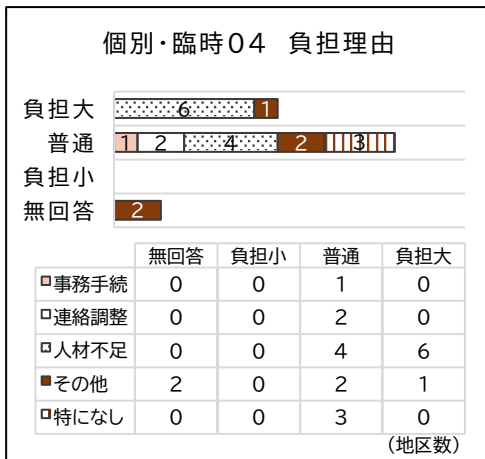 個別・臨時04 負担理由
負担大 6 1
普通 1 2 4 2 3
負担小
無回答 2
無回答 負担小 普通 負担大
事務手続 0 0 1 0
連絡調整 0 0 2 0
人材不足 0 0 4 6
その他 2 0 2 1
特になし 0 0 3 0
(地区数)